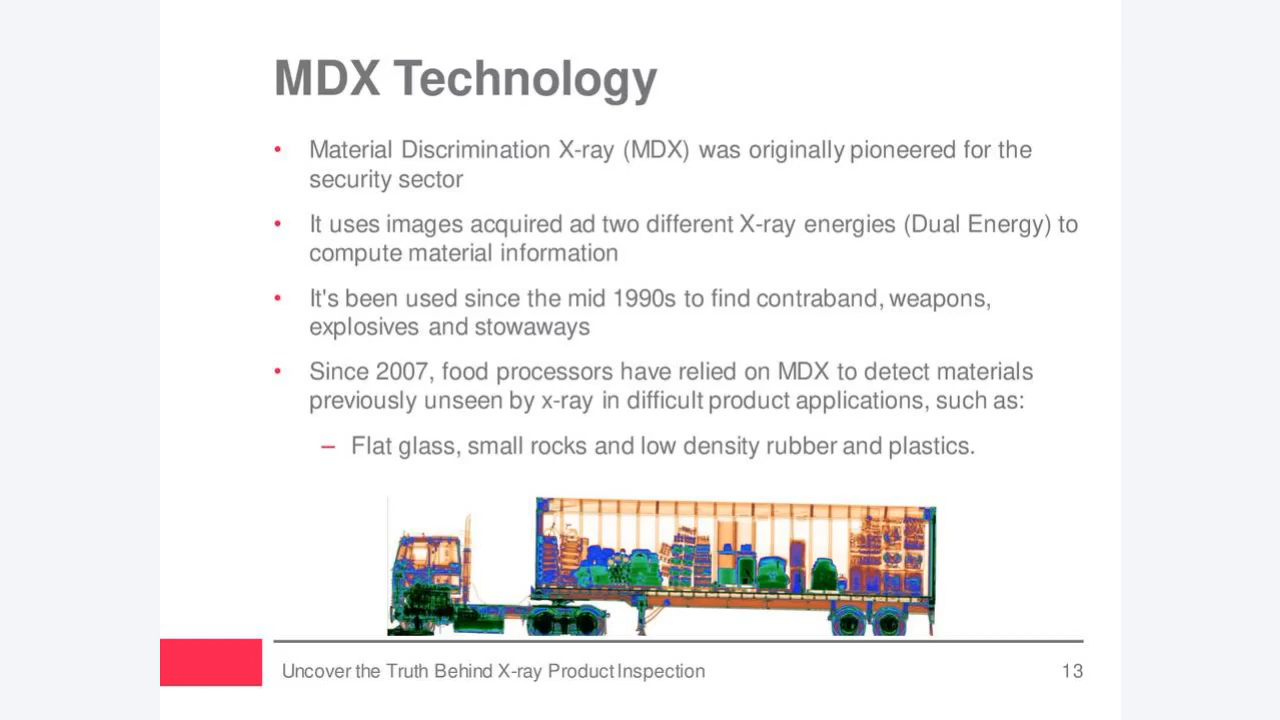 MDX Technology
• Material Discrimination X-ray (MDX) was originally pioneered for the
security sector
• It uses images acquired ad two different X-ray energies (Dual Energy) to
compute material information
• It's been used since the mid 1990s to find contraband, weapons,
explosives and stowaways
• Since 2007, food processors have relied on MDX to detect materials
previously unseen by x-ray in difficult product applications, such as:
– Flat glass, small rocks and low density rubber and plastics.
Uncover the Truth Behind X-ray Product Inspection
13